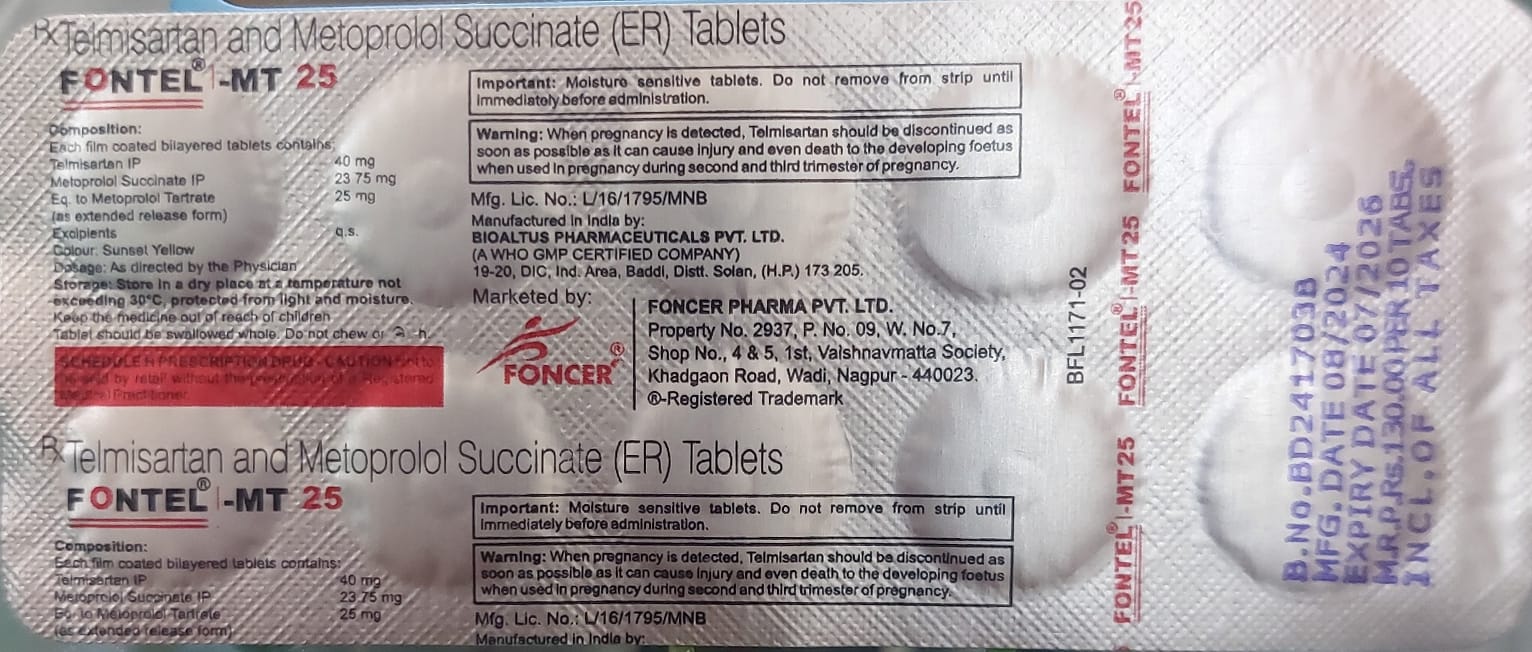 Rx Telmisartan and Metoprolol Succinate (ER) Tablets
FONTEL®-MT 25
Composition:
Each film coated bilayered tablets contains:
Telmisartan IP 40 mg
Metoprolol Succinate IP 23.75 mg
Eq. to Metoprolol Tartrate 25 mg
(as extended release form)
Excipients q.s.
Colour: Sunset Yellow
Dosage: As directed by the Physician
Storage: Store in a dry place at a temperature not
exceeding 30°C, protected from light and moisture.
Keep the medicine out of reach of children
Tablet should be swallowed whole. Do not chew or
SCHEDULE H PRESCRIPTION DRUG - CAUTION not to
be sold by retail without the prescription of a Registered
Medical Practitioner.
Important: Moisture sensitive tablets. Do not remove from strip until
immediately before administration.
Warning: When pregnancy is detected, Telmisartan should be discontinued as
soon as possible as it can cause injury and even death to the developing foetus
when used in pregnancy during second and third trimester of pregnancy.
Mfg. Lic. No.: L/16/1795/MNB
Manufactured in India by:
BIOALTUS PHARMACEUTICALS PVT. LTD.
(A WHO GMP CERTIFIED COMPANY)
19-20, DIC, Ind. Area, Baddi, Distt. Solan, (H.P.) 173 205.
Marketed by:
FONCER®
FONCER PHARMA PVT. LTD.
Property No. 2937, P. No. 09, W. No.7,
Shop No., 4 & 5, 1st, Vaishnavmatta Society,
Khadgaon Road, Wadi, Nagpur - 440023.
®-Registered Trademark
BFL1171-02
FONTEL®-MT 25
FONTEL®-MT 25
FONTEL®-MT 25
B.No.BD241703B
MFG. DATE 08/2024
EXPIRY DATE 07/2026
M.R.P.Rs.130.00PER 10TABS.
INCL.OF ALL TAXES
Rx Telmisartan and Metoprolol Succinate (ER) Tablets
FONTEL®-MT 25
Composition:
Each film coated bilayered tablets contains:
Telmisartan IP 40 mg
Metoprolol Succinate IP 23.75 mg
Eq. to Metoprolol Tartrate 25 mg
(as extended release form)
Important: Moisture sensitive tablets. Do not remove from strip until
immediately before administration.
Warning: When pregnancy is detected, Telmisartan should be discontinued as
soon as possible as it can cause injury and even death to the developing foetus
when used in pregnancy during second and third trimester of pregnancy.
Mfg. Lic. No.: L/16/1795/MNB
Manufactured in India by: